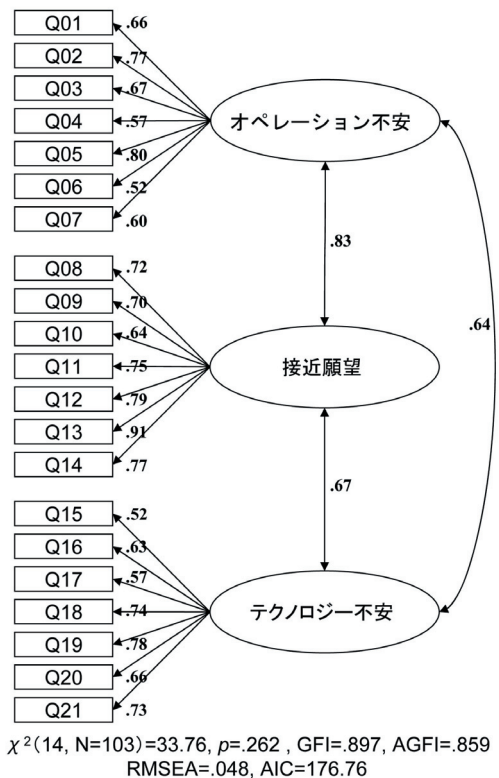 Q01 .66
Q02 .77
Q03 .67
Q04 .57
Q05 .80
Q06 .52
Q07 .60
オペレーション不安
.83
Q08 .72
Q09 .70
Q10 .64
Q11 .75
Q12 .79
Q13 .91
Q14 .77
接近願望
.64
.67
Q15 .52
Q16 .63
Q17 .57
Q18 .74
Q19 .78
Q20 .66
Q21 .73
テクノロジー不安
χ²(14, N=103)=33.76, p=.262 , GFI=.897, AGFI=.859
RMSEA=.048, AIC=176.76